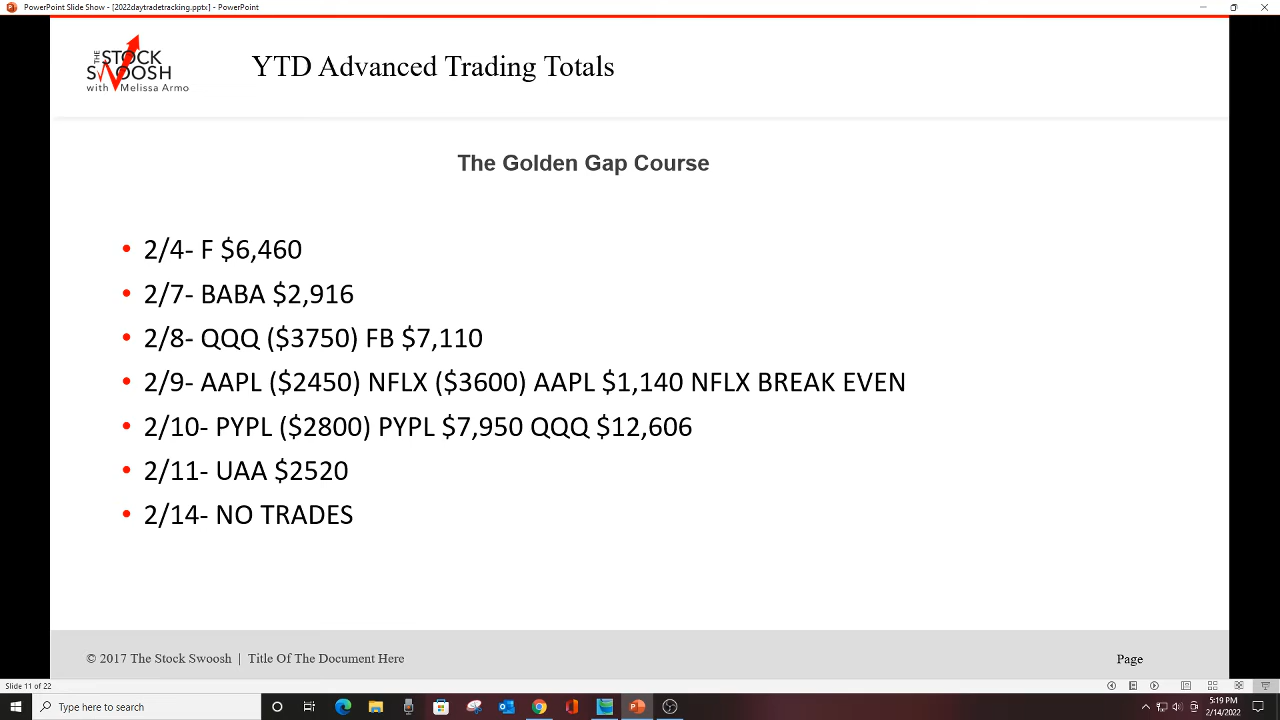 PowerPoint Slide Show - [2022daytradetracking.pptx] - PowerPoint
THE STOCK SWOOSH
with Melissa Armo
YTD Advanced Trading Totals
The Golden Gap Course
• 2/4- F $6,460
• 2/7- BABA $2,916
• 2/8- QQQ ($3750) FB $7,110
• 2/9- AAPL ($2450) NFLX ($3600) AAPL $1,140 NFLX BREAK EVEN
• 2/10- PYPL ($2800) PYPL $7,950 QQQ $12,606
• 2/11- UAA $2520
• 2/14- NO TRADES
© 2017 The Stock Swoosh | Title Of The Document Here
Page
Slide 11 of 22
Type here to search
5:19 PM
2/14/2022